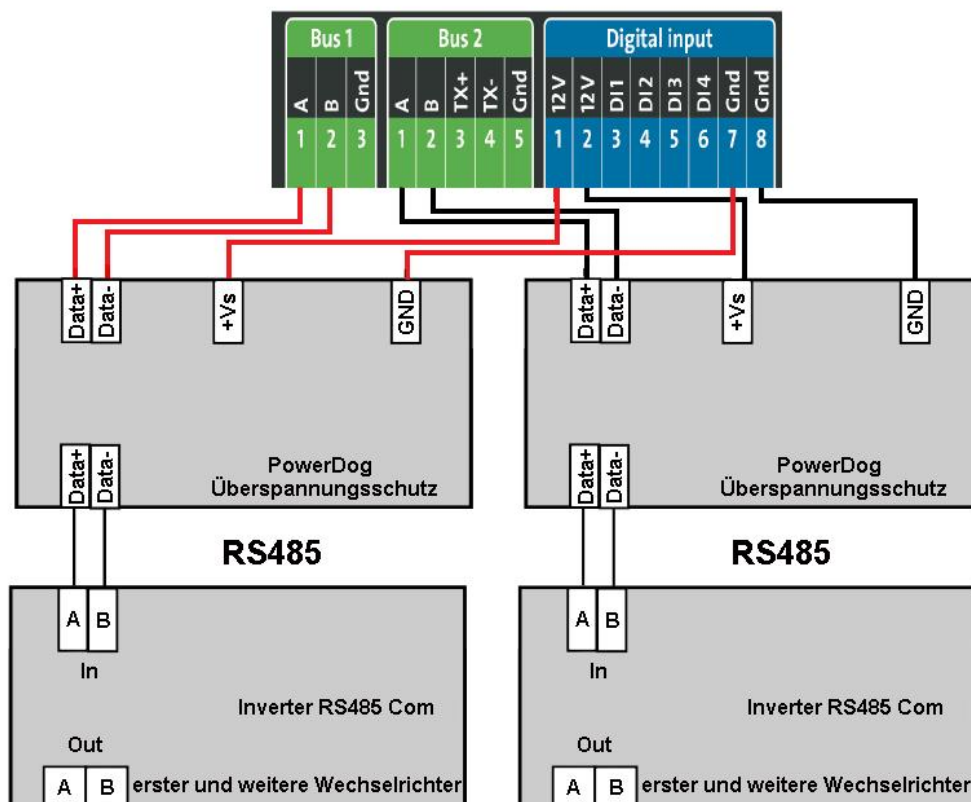 Bus 1 Bus 2 Digital input
A B Gnd A B TX+ TX- Gnd 12V 12V DI1 DI2 DI3 DI4 Gnd Gnd
1 2 3 1 2 3 4 5 1 2 3 4 5 6 7 8
Data+ Data- +Vs GND Data+ Data- +Vs GND
Data+ Data- Data+ Data-
PowerDog PowerDog
Überspannungsschutz Überspannungsschutz
RS485 RS485
A B A B
In In
Inverter RS485 Com Inverter RS485 Com
Out Out
A B erster und weitere Wechselrichter A B erster und weitere Wechselrichter